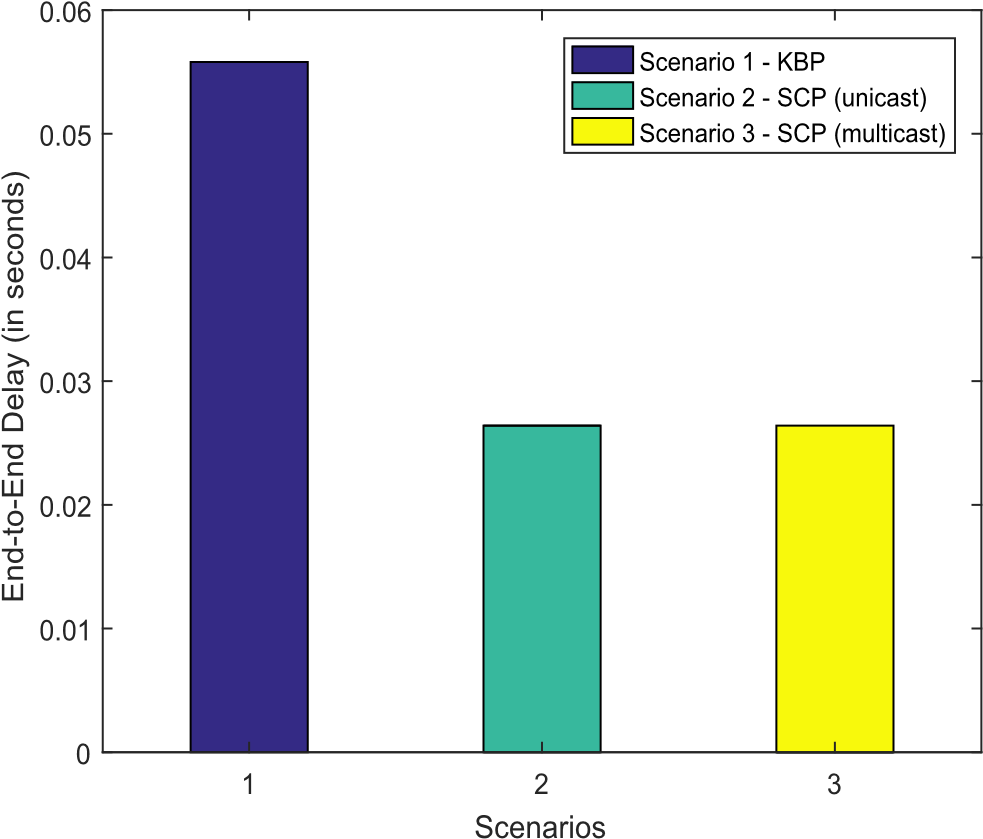 0.06
0.05
0.04
0.03
0.02
0.01
0
End-to-End Delay (in seconds)
Scenario 1 - KBP
Scenario 2 - SCP (unicast)
Scenario 3 - SCP (multicast)
1
2
3
Scenarios